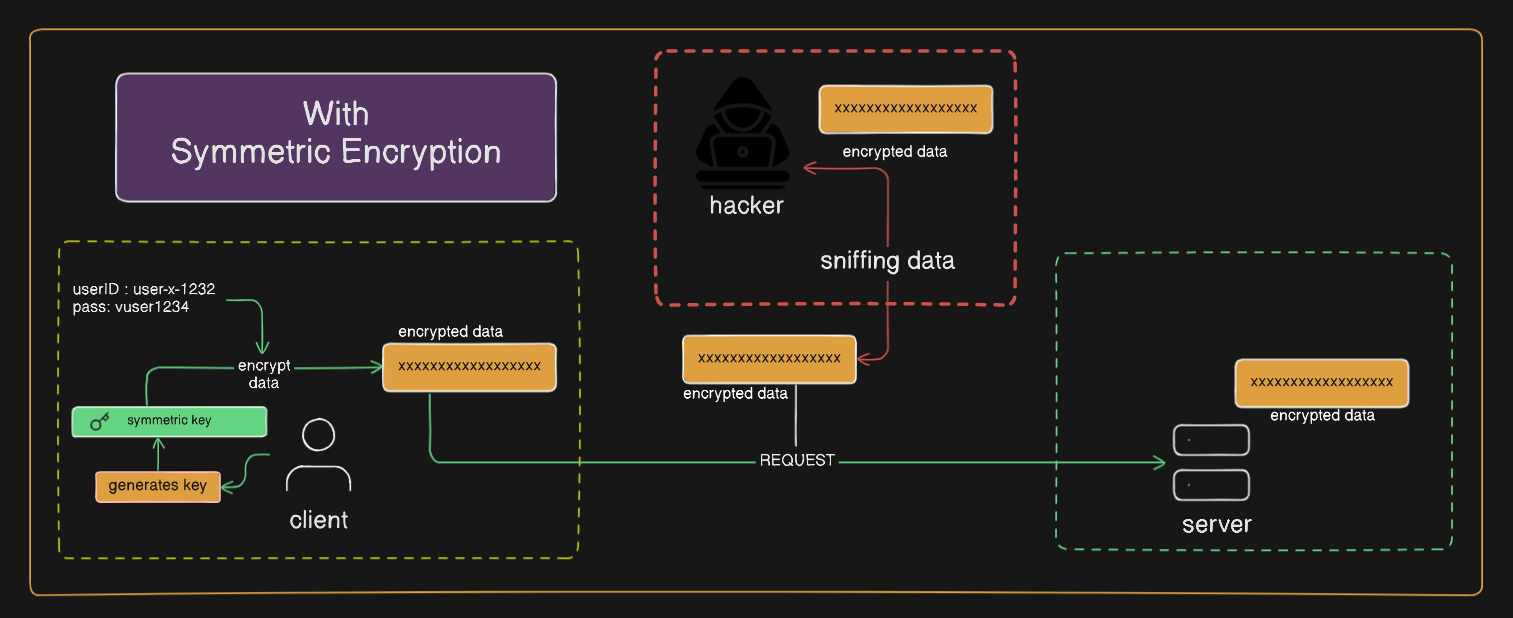 With
Symmetric Encryption
xxxxxxxxxxxxxxxxxx
encrypted data
hacker
sniffing data
userID : user-x-1232
pass: vuser1234
encrypt
data
encrypted data
xxxxxxxxxxxxxxxxxx
symmetric key
generates key
client
xxxxxxxxxxxxxxxxxx
encrypted data
REQUEST
xxxxxxxxxxxxxxxxxx
encrypted data
server